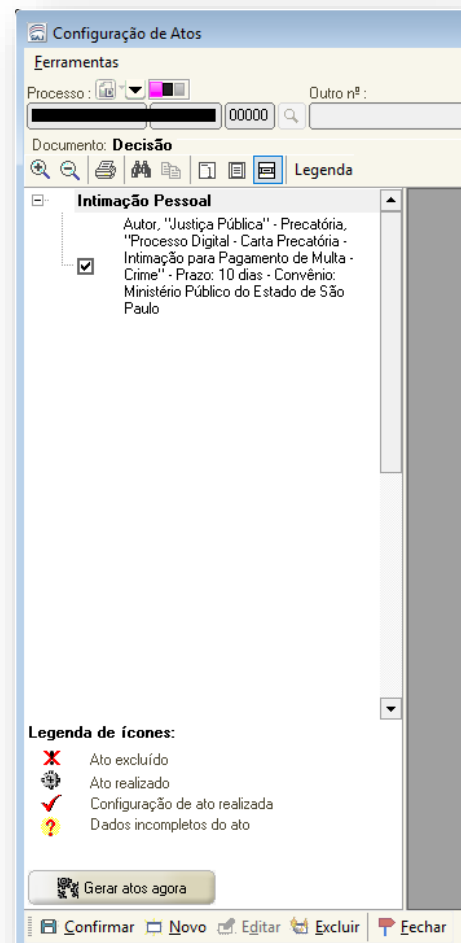 Configuração de Atos
Ferramentas
Processo : Outro nº :
00000
Documento: Decisão
Legenda
Intimação Pessoal
Autor, "Justiça Pública" - Precatória,
"Processo Digital - Carta Precatória -
Intimação para Pagamento de Multa -
Crime" - Prazo: 10 dias - Convênio:
Ministério Público do Estado de São
Paulo
Legenda de ícones:
Ato excluído
Ato realizado
Configuração de ato realizada
Dados incompletos do ato
Gerar atos agora
Confirmar Novo Editar Excluir Fechar